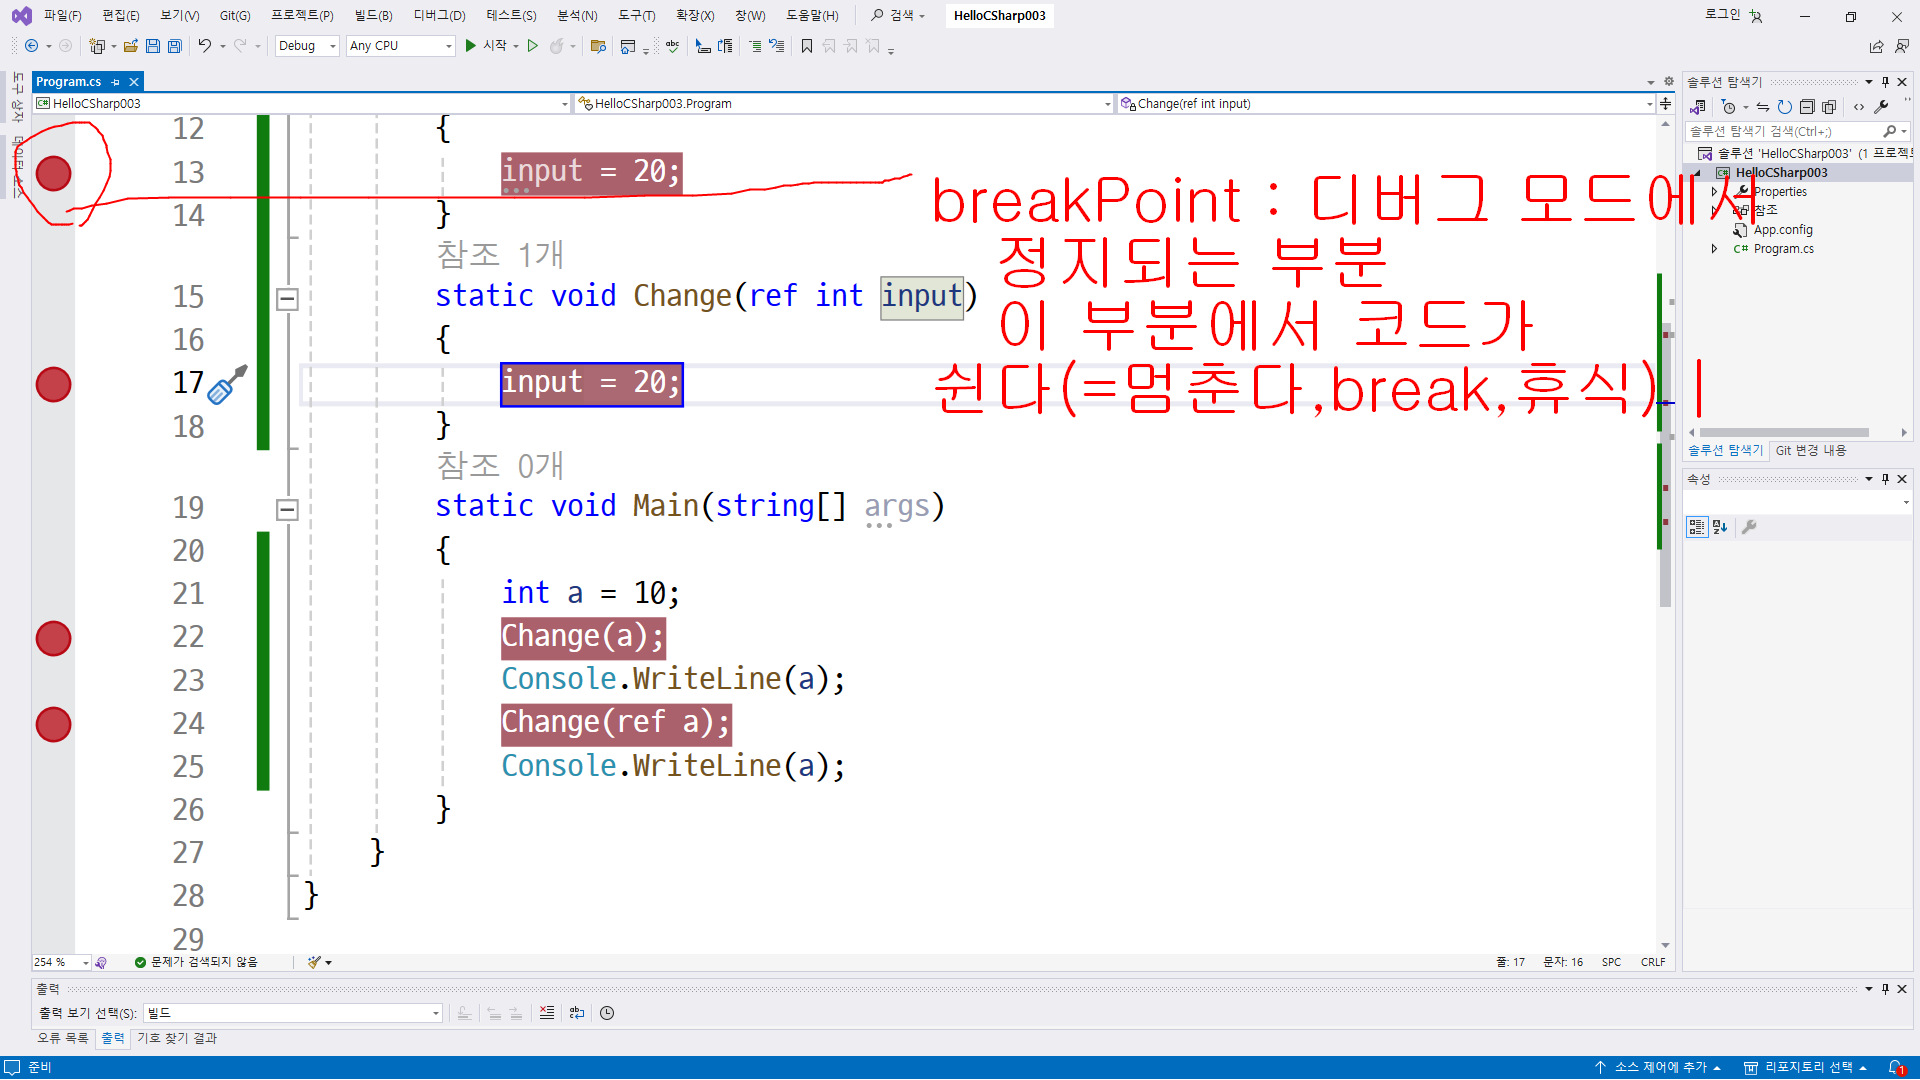 파일(F) 편집(E) 보기(V) Git(G) 프로젝트(P) 빌드(B) 디버그(D) 테스트(S) 분석(N) 도구(T) 확장(X) 창(W) 도움말(H) 검색 HelloCSharp003 로그인
Debug Any CPU 시작
Program.cs
HelloCSharp003 HelloCSharp003.Program Change(ref int input)
12 {
13 input = 20;
14 }
참조 1개
15 static void Change(ref int input)
16 {
17 input = 20;
18 }
참조 0개
19 static void Main(string[] args)
20 {
21 int a = 10;
22 Change(a);
23 Console.WriteLine(a);
24 Change(ref a);
25 Console.WriteLine(a);
26 }
27 }
28 }
29
breakPoint : 디버그 모드에서
정지되는 부분
이 부분에서 코드가
쉰다(=멈춘다,break,휴식)
솔루션 탐색기
솔루션 탐색기 검색(Ctrl+;)
솔루션 'HelloCSharp003' (1 프로젝트
HelloCSharp003
Properties
참조
App.config
C# Program.cs
솔루션 탐색기 Git 변경 내용
속성
254 % 문제가 검색되지 않음 줄: 17 문자: 16 SPC CRLF
출력
출력 보기 선택(S): 빌드
오류 목록 출력 기호 찾기 결과
준비 소스 제어에 추가 리포지토리 선택 1